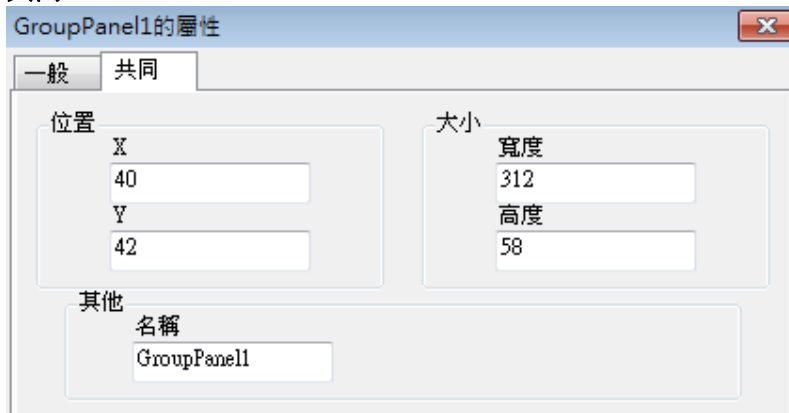 GroupPanel1的屬性
一般 共同
位置 大小
X 寬度
40 312
Y 高度
42 58
其他
名稱
GroupPanel1